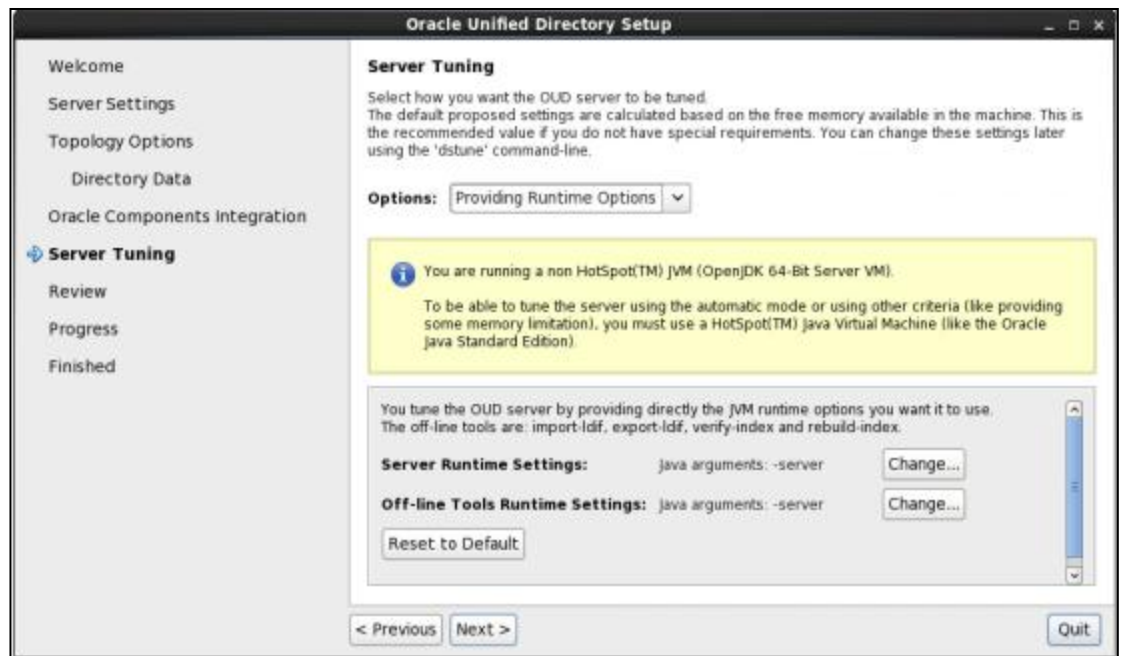 Oracle Unified Directory Setup
Welcome
Server Settings
Topology Options
Directory Data
Oracle Components Integration
Server Tuning
Review
Progress
Finished
Server Tuning
Select how you want the OUD server to be tuned.
The default proposed settings are calculated based on the free memory available in the machine. This is
the recommended value if you do not have special requirements. You can change these settings later
using the 'dstune' command-line.
Options: Providing Runtime Options
You are running a non HotSpot(TM) JVM (OpenJDK 64-Bit Server VM).
To be able to tune the server using the automatic mode or using other criteria (like providing
some memory limitation), you must use a HotSpot(TM) Java Virtual Machine (like the Oracle
Java Standard Edition).
You tune the OUD server by providing directly the JVM runtime options you want it to use.
The off-line tools are: import-ldif, export-ldif, verify-index and rebuild-index.
Server Runtime Settings: Java arguments: -server Change...
Off-line Tools Runtime Settings: Java arguments: -server Change...
Reset to Default
< Previous Next > Quit